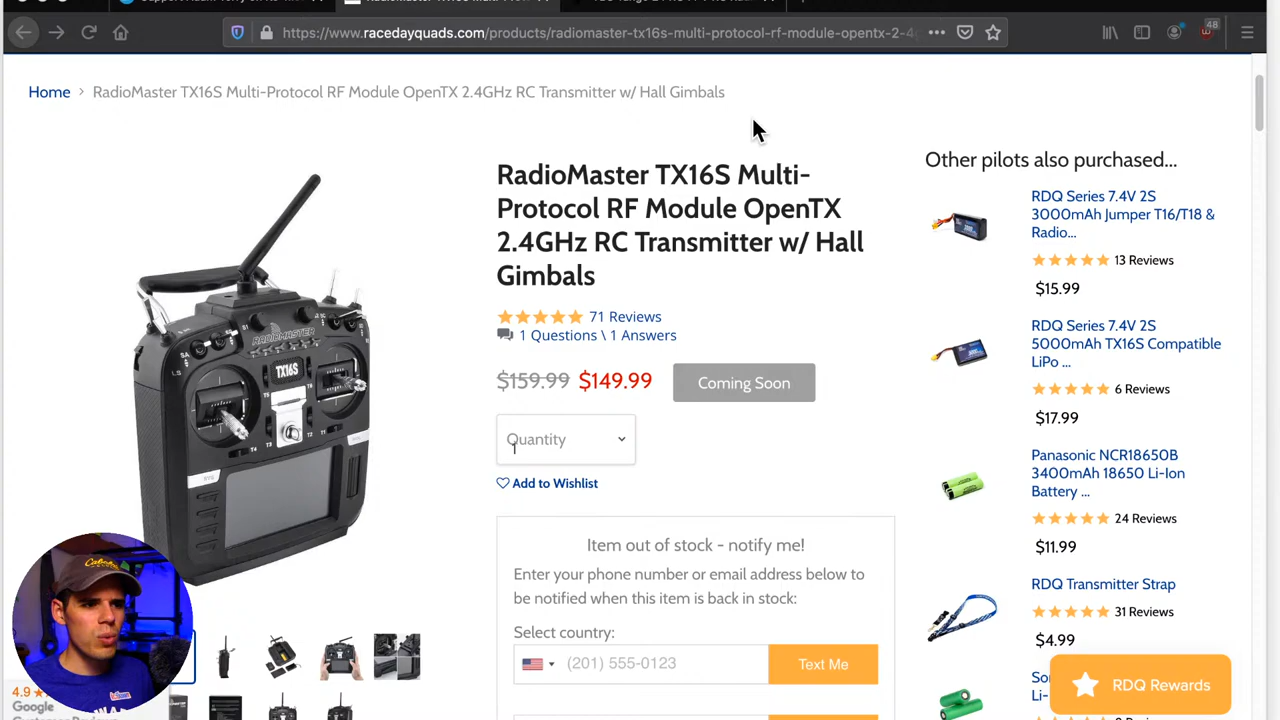 48
https://www.racedayquads.com/products/radiomaster-tx16s-multi-protocol-rf-module-opentx-2-4g
Home > RadioMaster TX16S Multi-Protocol RF Module OpenTX 2.4GHz RC Transmitter w/ Hall Gimbals
RadioMaster TX16S Multi-
Protocol RF Module OpenTX
2.4GHz RC Transmitter w/ Hall
Gimbals
71 Reviews
1 Questions \ 1 Answers
$159.99 $149.99 Coming Soon
Quantity
Add to Wishlist
Item out of stock - notify me!
Enter your phone number or email address below to
be notified when this item is back in stock:
Select country:
(201) 555-0123 Text Me
RADIOMASTER
TX16S
4.9
Google
Customer Reviews
Other pilots also purchased...
RDQ Series 7.4V 2S
3000mAh Jumper T16/T18 &
Radio...
13 Reviews
$15.99
RDQ Series 7.4V 2S
5000mAh TX16S Compatible
LiPo ...
6 Reviews
$17.99
Panasonic NCR18650B
3400mAh 18650 Li-Ion
Battery ...
24 Reviews
$11.99
RDQ Transmitter Strap
31 Reviews
$4.99
RDQ Rewards